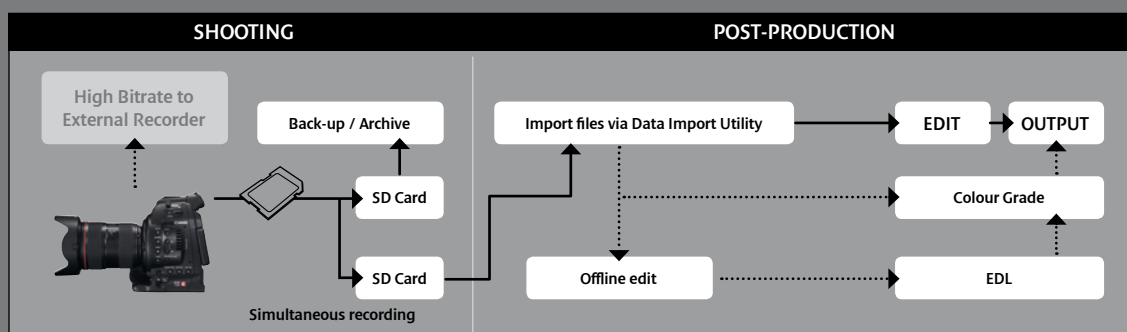 SHOOTING
POST-PRODUCTION
High Bitrate to
External Recorder
Back-up / Archive
SD Card
SD Card
Simultaneous recording
Import files via Data Import Utility
EDIT
OUTPUT
Colour Grade
Offline edit
EDL